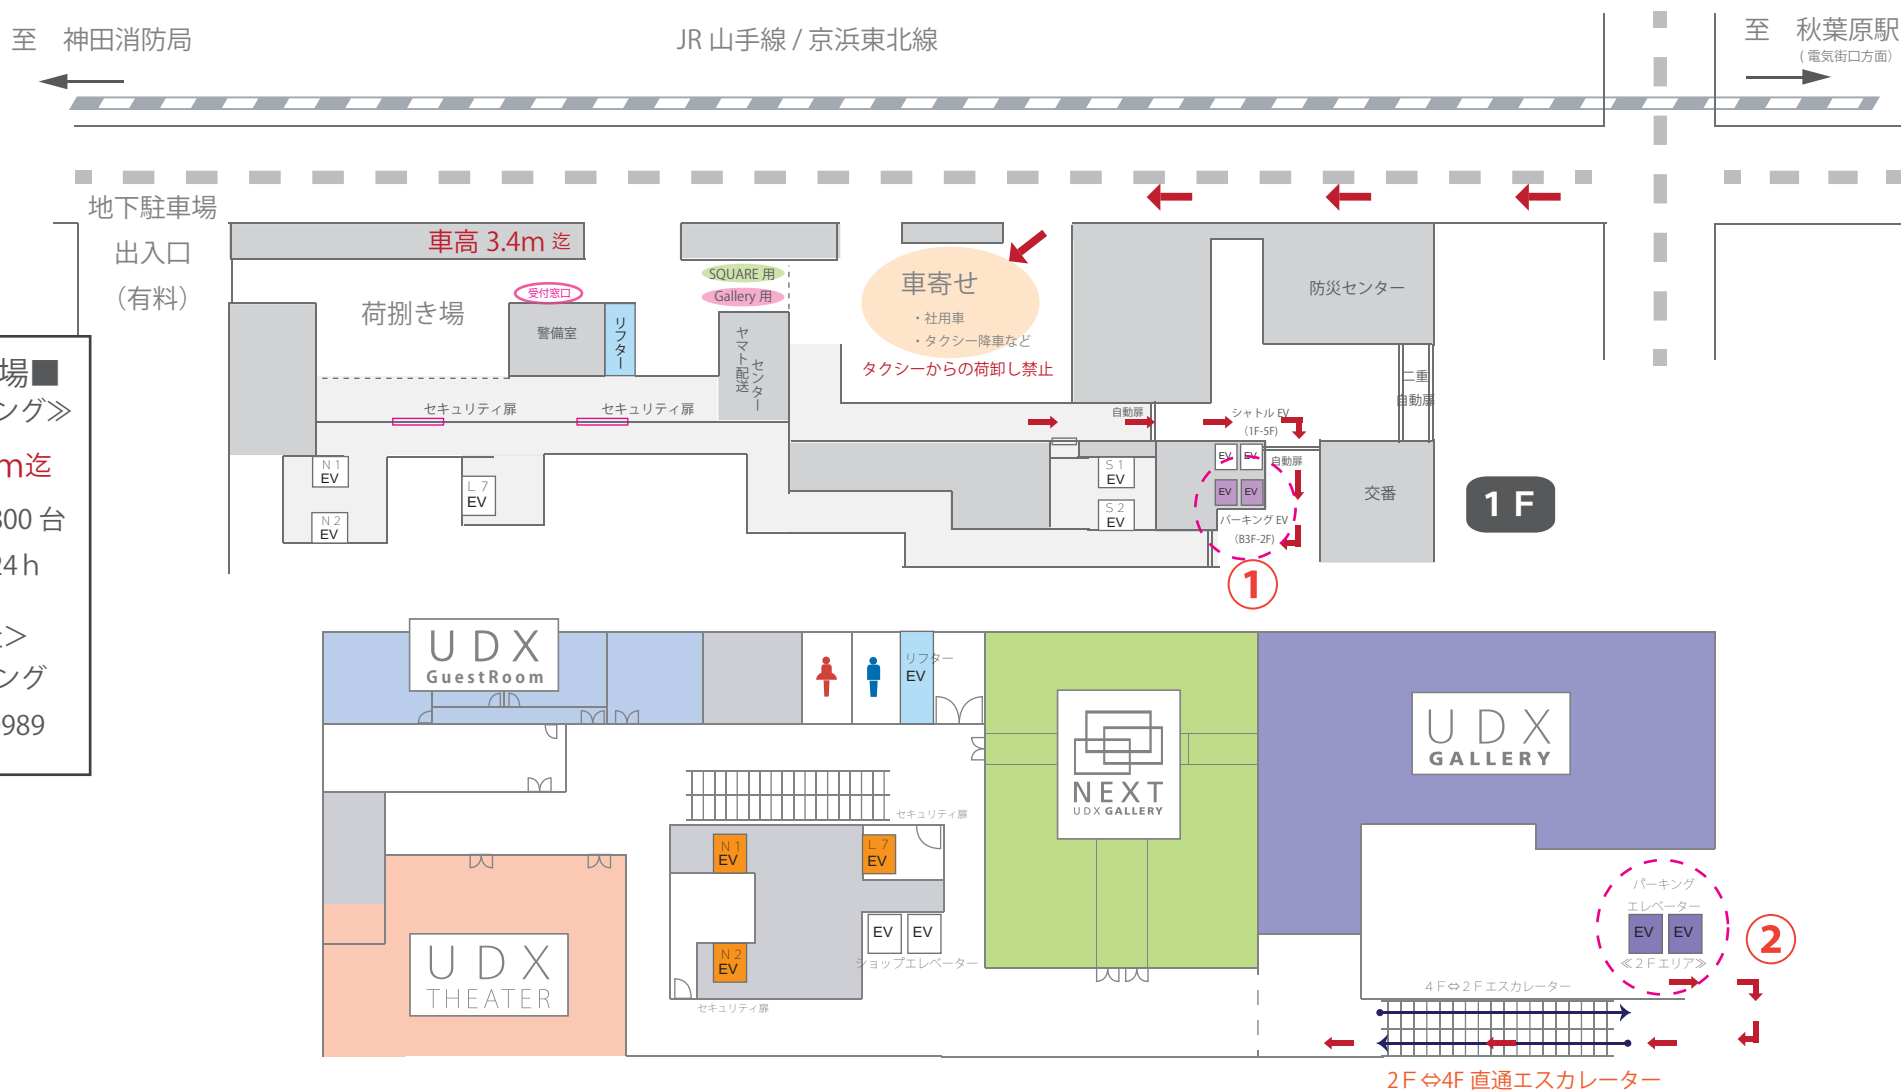 至 神田消防局
JR 山手線 / 京浜東北線
至 秋葉原駅
( 電気街口方面)
地下駐車場
出入口
（有料）
車高 3.4m 迄
SQUARE 用
Gallery 用
受付窓口
荷捌き場
警備室
リフター
ヤマト配送
センター
車寄せ
・社用車
・タクシー降車など
タクシーからの荷卸し禁止
防災センター
二重
自動扉
セキュリティ扉
セキュリティ扉
自動扉
シャトル EV
(1F-5F)
自動扉
N 1
EV
N 2
EV
L 7
EV
S 1
EV
S 2
EV
EV
EV
EV
EV
パーキング EV
(B3F-2F)
①
交番
1 F
場■
ング≫
m迄
300 台
24 h
＞
ング
989
UDX
GuestRoom
リフター
EV
NEXT
UDX GALLERY
UDX
GALLERY
セキュリティ扉
N 1
EV
L 7
EV
N 2
EV
EV
EV
ショップエレベーター
セキュリティ扉
UDX
THEATER
パーキング
エレベーター
EV
EV
≪2Fエリア≫
②
4F⇔2Fエスカレーター
2F⇔4F 直通エスカレーター